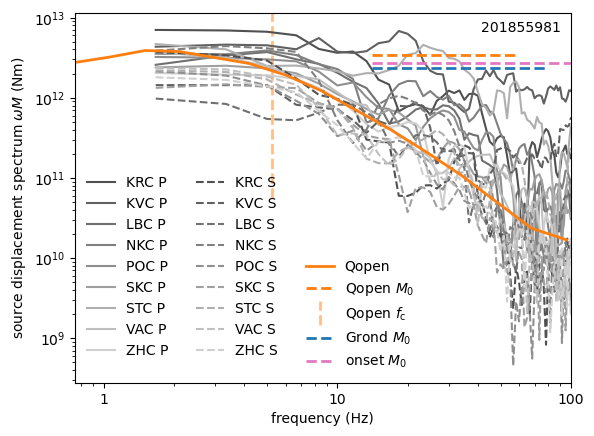 201855981
source displacement spectrum ωM (Nm)
10¹³
10¹²
10¹¹
10¹⁰
10⁹
KRC P
KVC P
LBC P
NKC P
POC P
SKC P
STC P
VAC P
ZHC P
KRC S
KVC S
LBC S
NKC S
POC S
SKC S
STC S
VAC S
ZHC S
Qopen
Qopen M₀
Qopen f_c
Grond M₀
onset M₀
1
10
100
frequency (Hz)